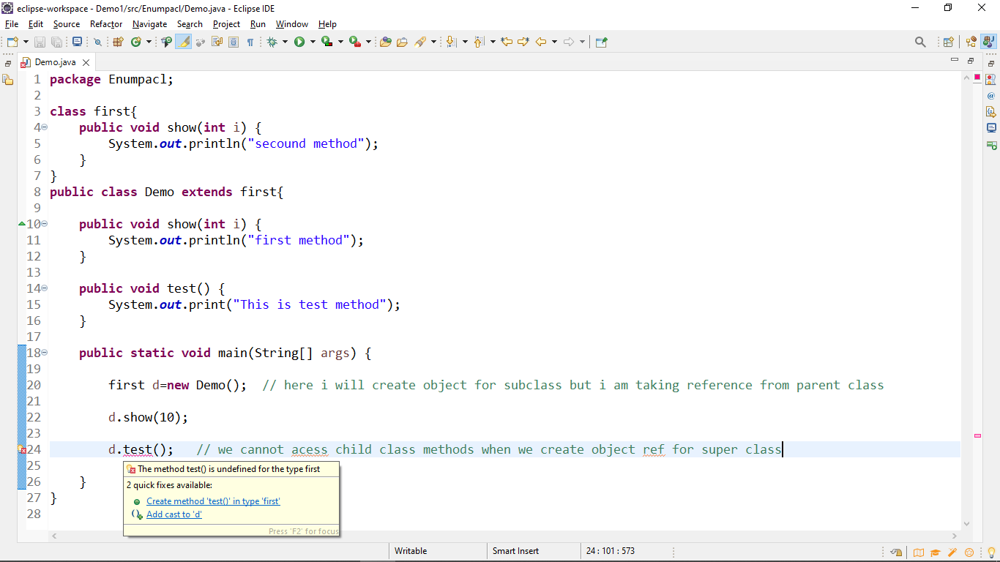 eclipse-workspace - Demo1/src/Enumpacl/Demo.java - Eclipse IDE
File Edit Source Refactor Navigate Search Project Run Window Help
Demo.java
1 package Enumpacl;
2
3 class first{
4 public void show(int i) {
5 System.out.println("secound method");
6 }
7 }
8 public class Demo extends first{
9
10 public void show(int i) {
11 System.out.println("first method");
12 }
13
14 public void test() {
15 System.out.print("This is test method");
16 }
17
18 public static void main(String[] args) {
19
20 first d=new Demo();  // here i will create object for subclass but i am taking reference from parent class
21
22 d.show(10);
23
24 d.test();   // we cannot acess child class methods when we create object ref for super class
25
The method test() is undefined for the type first
26 }
2 quick fixes available:
27 }
Create method 'test()' in type 'first'
28
Add cast to 'd'
Press 'F2' for focus
Writable Smart Insert 24 : 101 : 573